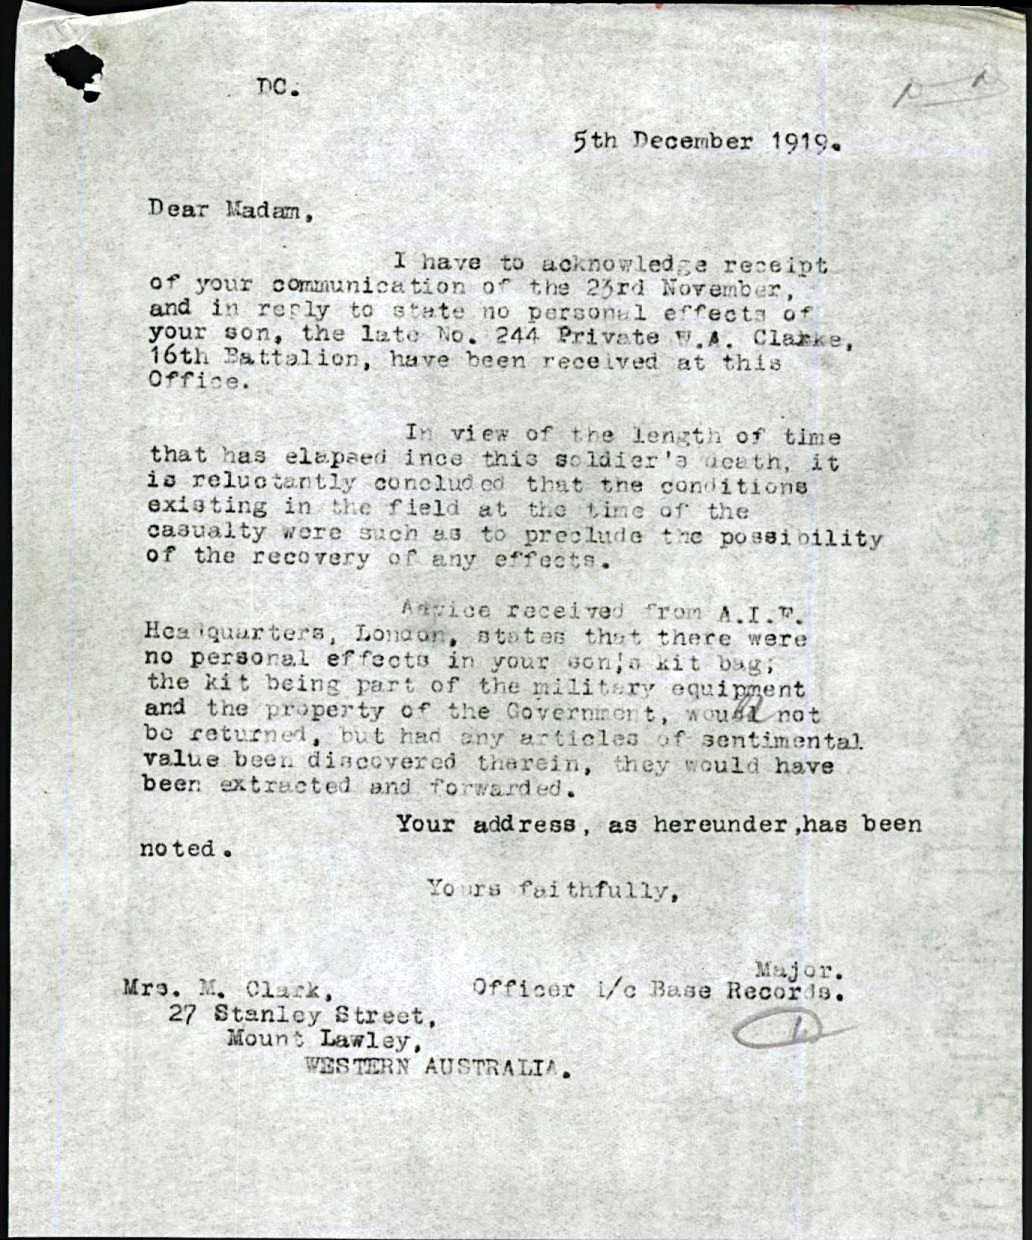 DC.
5th December 1919.
Dear Madam,
I have to acknowledge receipt
of your communication of the 23rd November,
and in reply to state no personal effects of
your son, the late No. 244 Private W.A. Clarke,
16th Battalion, have been received at this
Office.
In view of the length of time
that has elapsed ince this soldier's death, it
is reluctantly concluded that the conditions
existing in the field at the time of the
casualty were such as to preclude the possibility
of the recovery of any effects.
Advice received from A.I.F.
Headquarters, London, states that there were
no personal effects in your son's kit bag;
the kit being part of the military equipment
and the property of the Government, would not
be returned, but had any articles of sentimental
value been discovered therein, they would have
been extracted and forwarded.
Your address, as hereunder ,has been
noted.
Yours faithfully,
Major.
Officer i/c Base Records.
Mrs. M. Clark,
27 Stanley Street,
Mount Lawley,
WESTERN AUSTRALIA.